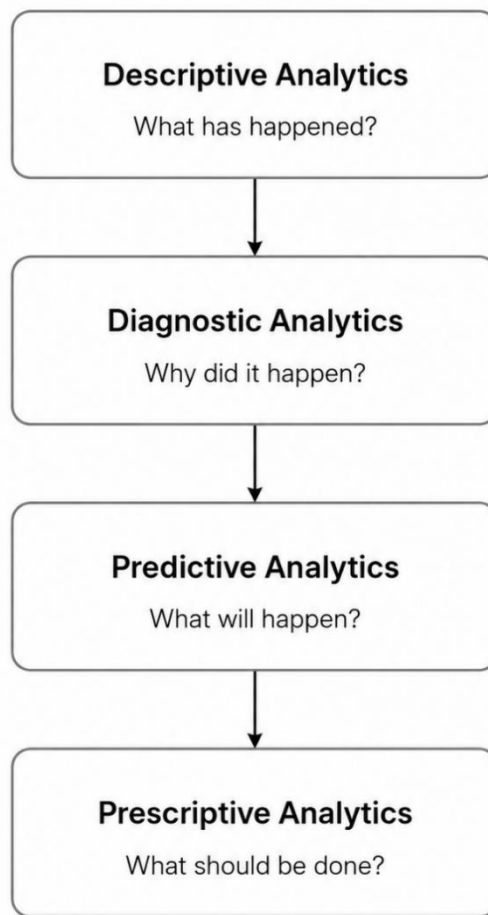 Descriptive Analytics
What has happened?
Diagnostic Analytics
Why did it happen?
Predictive Analytics
What will happen?
Prescriptive Analytics
What should be done?